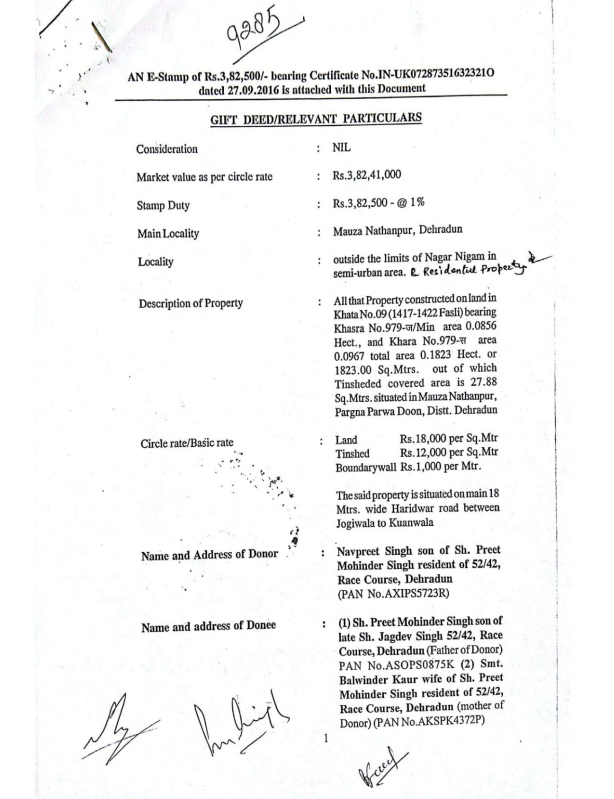 9285
AN E-Stamp of Rs.3,82,500/- bearing Certificate No.IN-UK07287351632321O
dated 27.09.2016 is attached with this Document
GIFT DEED/RELEVANT PARTICULARS
Consideration : NIL
Market value as per circle rate : Rs.3,82,41,000
Stamp Duty : Rs.3,82,500 - @ 1%
Main Locality : Mauza Nathanpur, Dehradun
Locality : outside the limits of Nagar Nigam in
semi-urban area. & Residential Property
Description of Property : All that Property constructed on land in
Khata No.09 (1417-1422 Fasli) bearing
Khasra No.979-ज/Min area 0.0856
Hect., and Khara No.979-स area
0.0967 total area 0.1823 Hect. or
1823.00 Sq.Mtrs. out of which
Tinsheded covered area is 27.88
Sq.Mtrs. situated in Mauza Nathanpur,
Pargna Parwa Doon, Distt. Dehradun
Circle rate/Basic rate : Land Rs.18,000 per Sq.Mtr
Tinshed Rs.12,000 per Sq.Mtr
Boundarywall Rs.1,000 per Mtr.
The said property is situated on main 18
Mtrs. wide Haridwar road between
Jogiwala to Kuanwala
Name and Address of Donor : Navpreet Singh son of Sh. Preet
Mohinder Singh resident of 52/42,
Race Course, Dehradun
(PAN No.AXIPS5723R)
Name and address of Donee : (1) Sh. Preet Mohinder Singh son of
late Sh. Jagdev Singh 52/42, Race
Course, Dehradun (Father of Donor)
PAN No.ASOPS0875K (2) Smt.
Balwinder Kaur wife of Sh. Preet
Mohinder Singh resident of 52/42,
Race Course, Dehradun (mother of
Donor) (PAN No.AKSPK4372P)
1